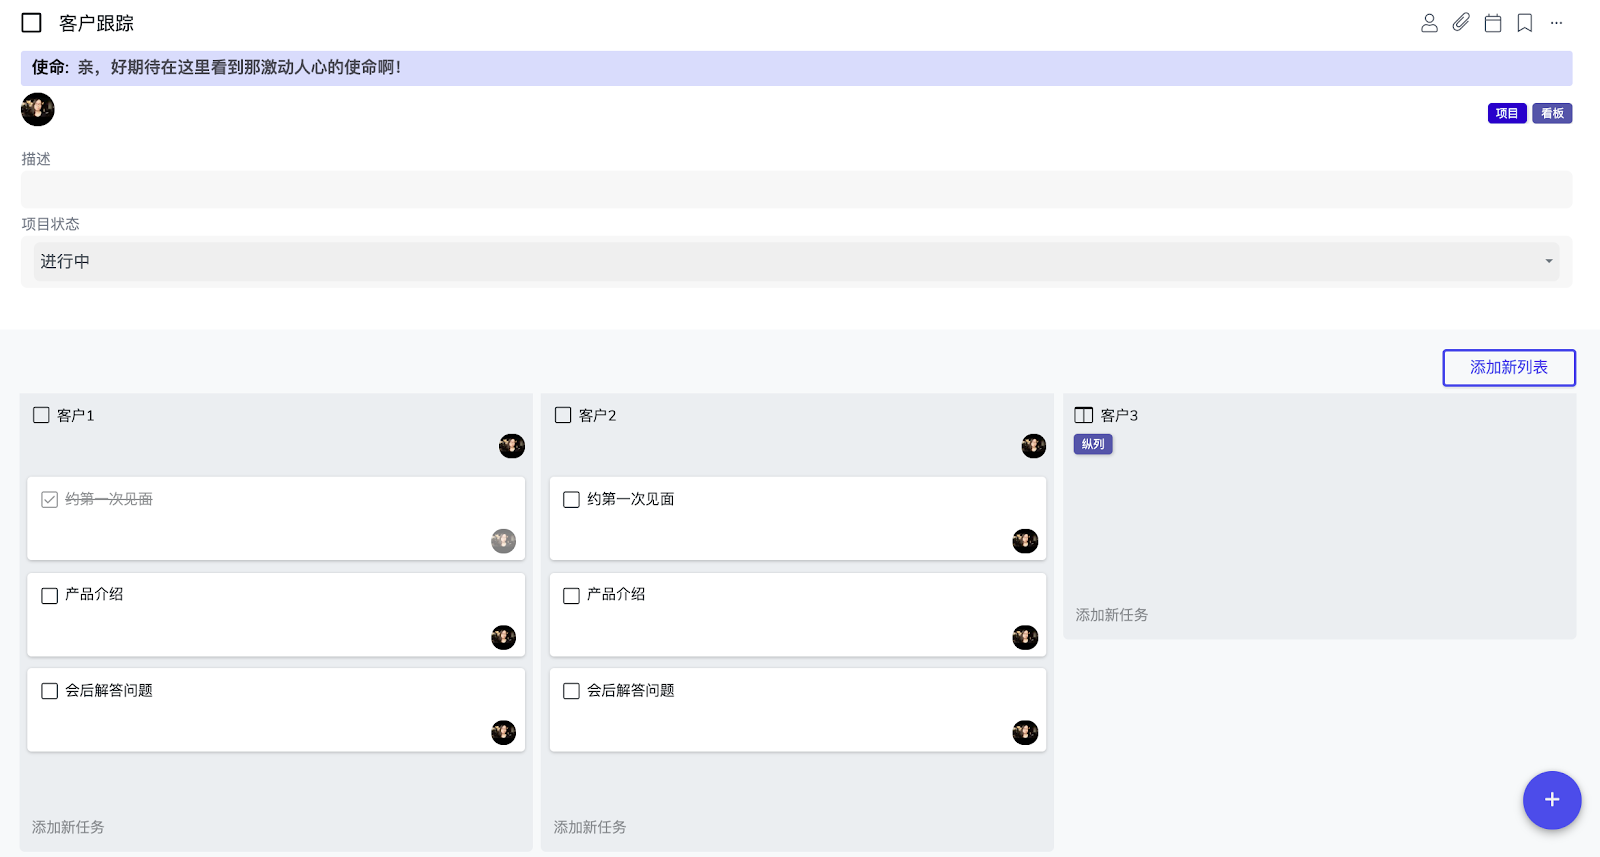 客户跟踪
使命: 亲，好期待在这里看到那激动人心的使命啊！
项目 看板
描述
项目状态
进行中
添加新列表
客户1
约第一次见面
产品介绍
会后解答问题
添加新任务
客户2
约第一次见面
产品介绍
会后解答问题
添加新任务
客户3
纵列
添加新任务